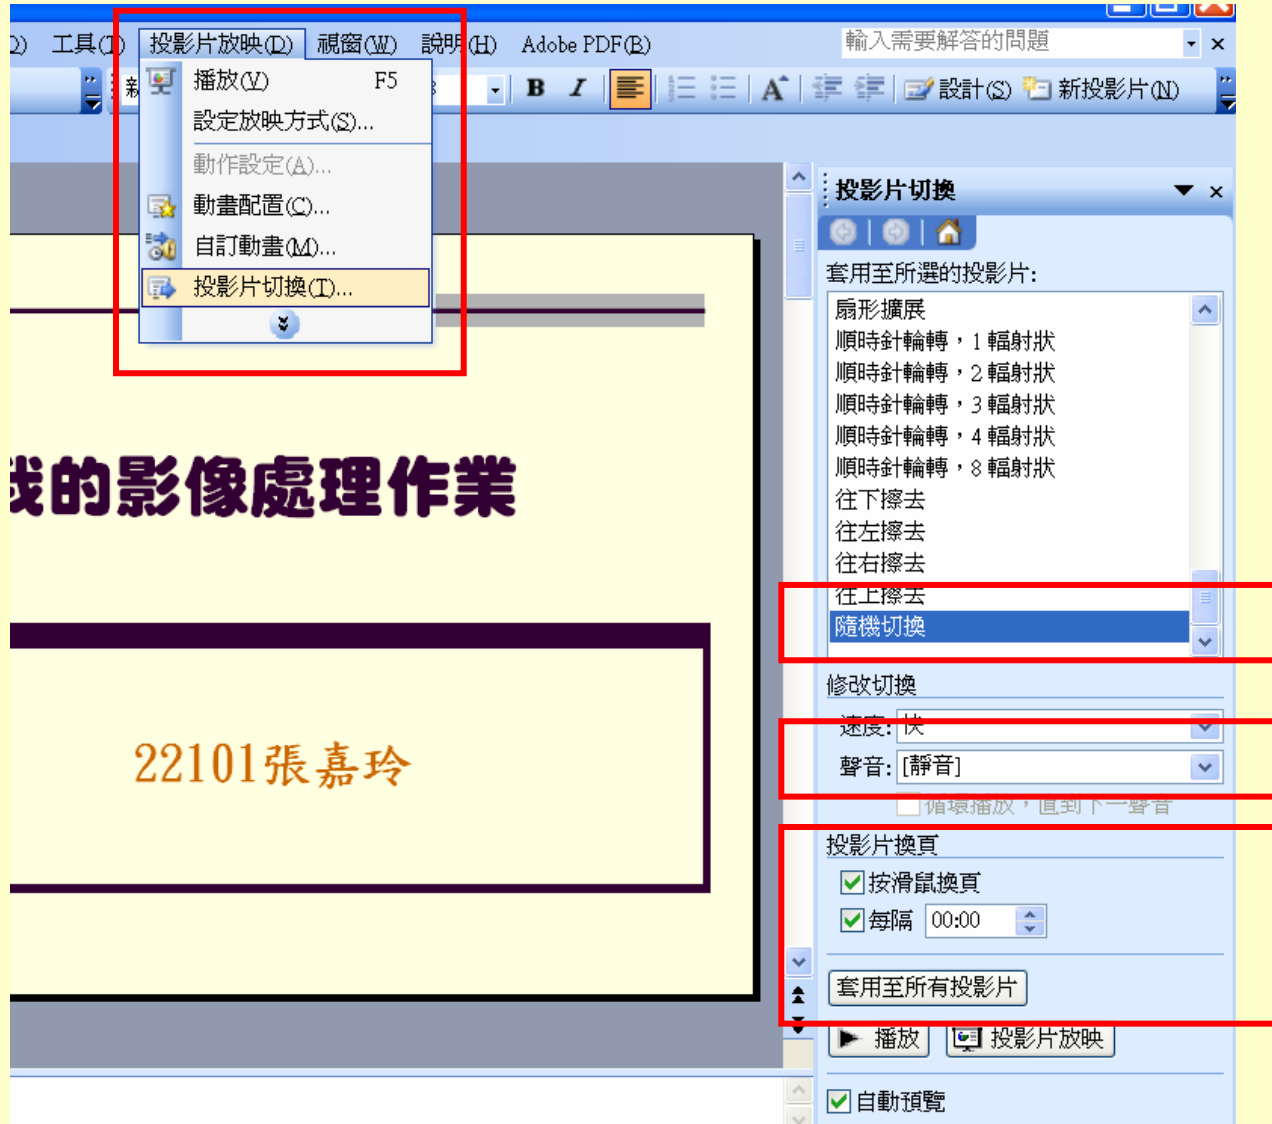 工具(T) 投影片放映(D) 視窗(W) 說明(H) Adobe PDF(B) 輸入需要解答的問題
播放(V) F5
設計(S) 新投影片(N)
設定放映方式(S)...
動作設定(A)...
動畫配置(C)...
自訂動畫(M)...
投影片切換(T)...
我的影像處理作業
22101張嘉玲
投影片切換
套用至所選的投影片:
扇形擴展
順時針輪轉，1 輻射狀
順時針輪轉，2 輻射狀
順時針輪轉，3 輻射狀
順時針輪轉，4 輻射狀
順時針輪轉，8 輻射狀
往下擦去
往左擦去
往右擦去
往上擦去
隨機切換
修改切換
速度: 快
聲音: [靜音]
循環播放，直到下一聲音
投影片換頁
按滑鼠換頁
每隔 00:00
套用至所有投影片
播放 投影片放映
自動預覽